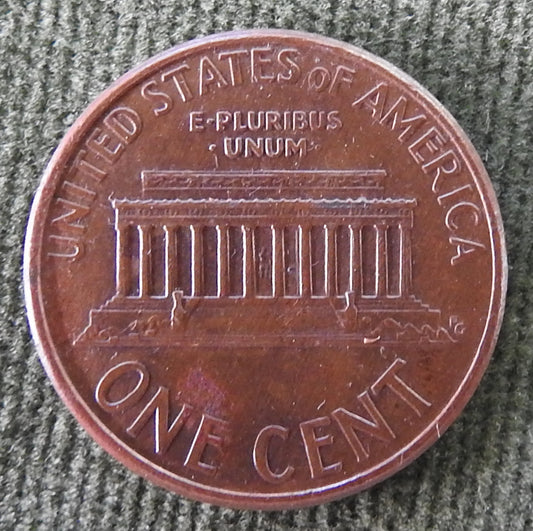 UNITED STATES OF AMERICA
E·PLURIBUS
·UNUM·
ONE CENT